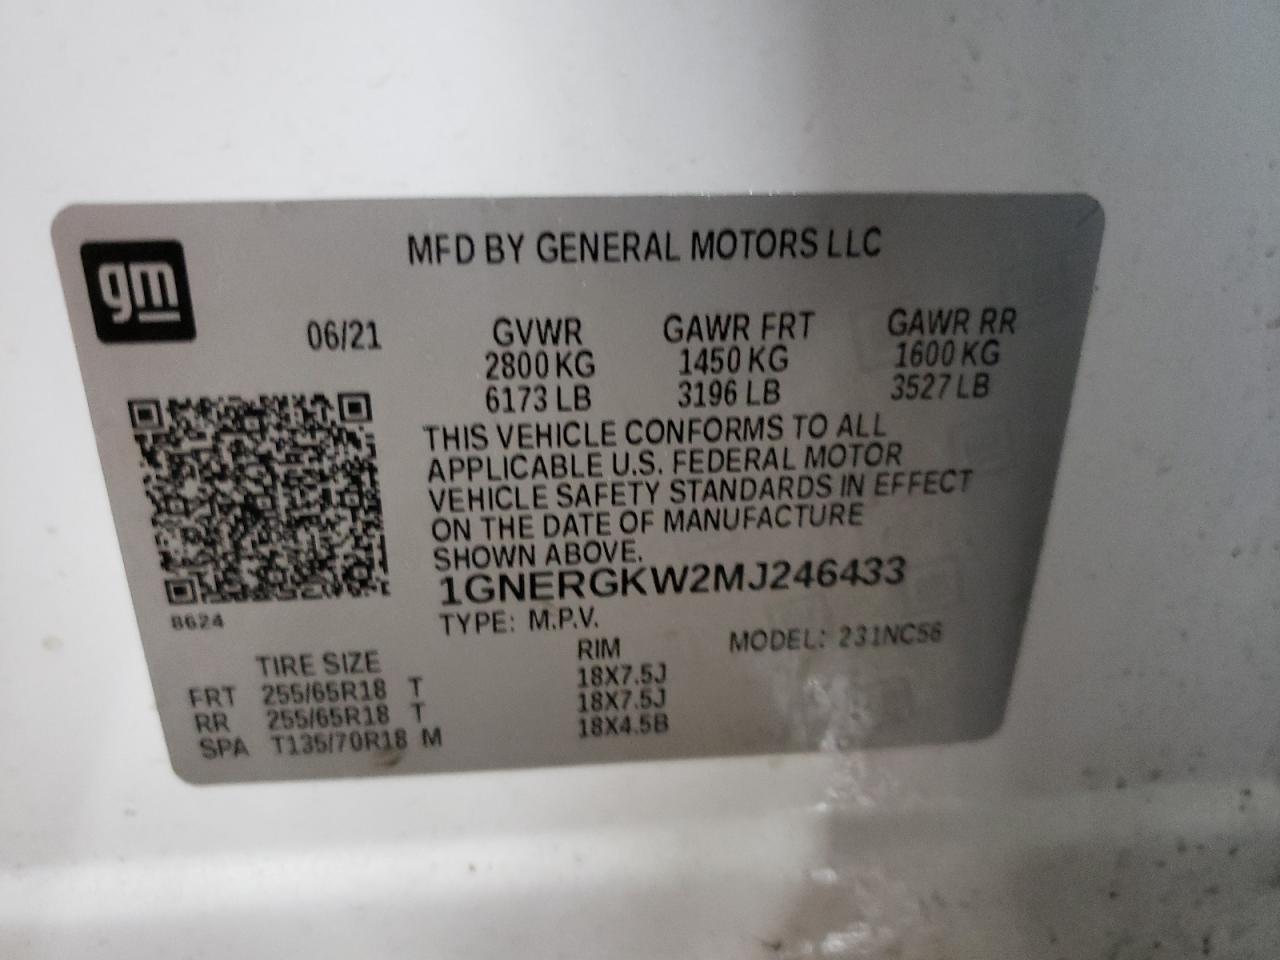 gm
MFD BY GENERAL MOTORS LLC
06/21 GVWR GAWR FRT GAWR RR
2800 KG 1450 KG 1600 KG
6173 LB 3196 LB 3527 LB
THIS VEHICLE CONFORMS TO ALL
APPLICABLE U.S. FEDERAL MOTOR
VEHICLE SAFETY STANDARDS IN EFFECT
ON THE DATE OF MANUFACTURE
SHOWN ABOVE.
1GNERGKW2MJ246433
8624
TYPE: M.P.V.
MODEL: 231NC56
TIRE SIZE RIM
FRT 255/65R18 T 18X7.5J
RR 255/65R18 T 18X7.5J
SPA T135/70R18 M 18X4.5B